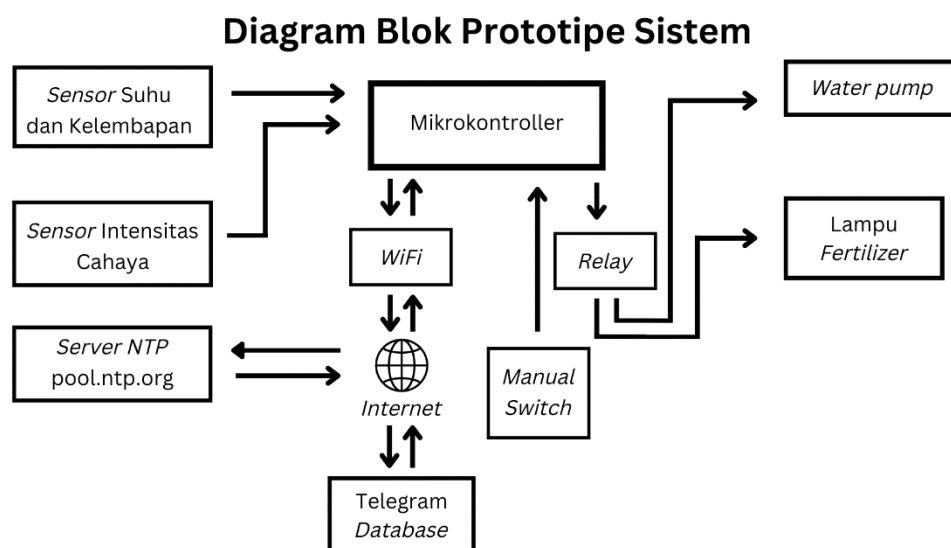 Diagram Blok Prototipe Sistem
Sensor Suhu
dan Kelembapan
Mikrokontroller
Water pump
Sensor Intensitas
Cahaya
WiFi
Relay
Lampu
Fertilizer
Server NTP
pool.ntp.org
Internet
Manual
Switch
Telegram
Database